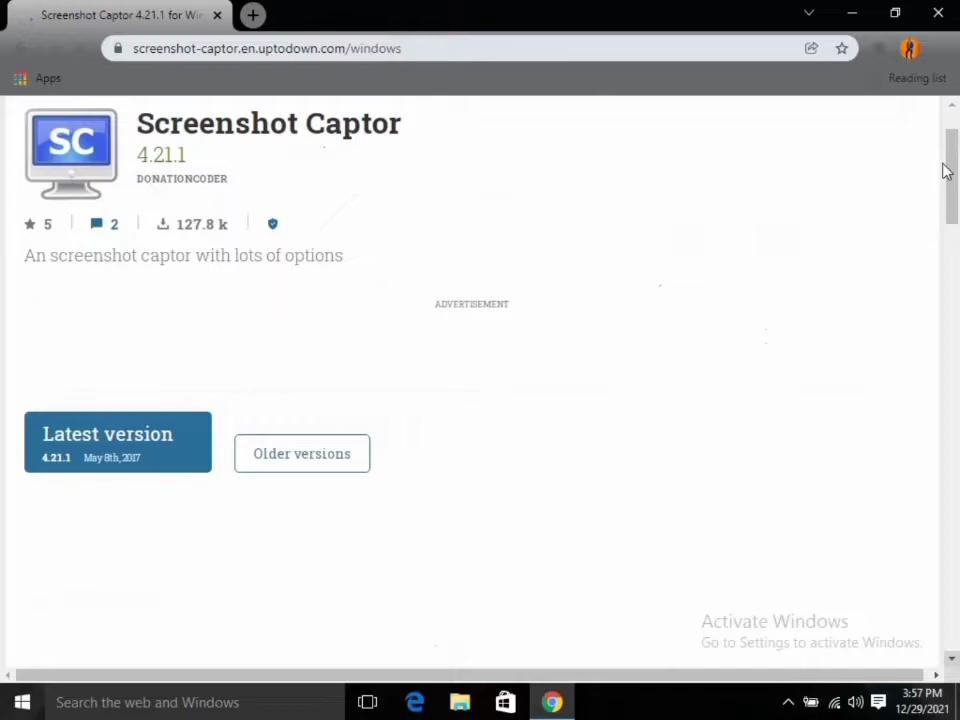 Screenshot Captor 4.21.1 for Wi
screenshot-captor.en.uptodown.com/windows
Apps
Reading list
SC
Screenshot Captor
4.21.1
DONATIONCODER
5
2
127.8 k
An screenshot captor with lots of options
ADVERTISEMENT
Latest version
4.21.1 May 8th, 2017
Older versions
Activate Windows
Go to Settings to activate Windows.
Search the web and Windows
3:57 PM
12/29/2021